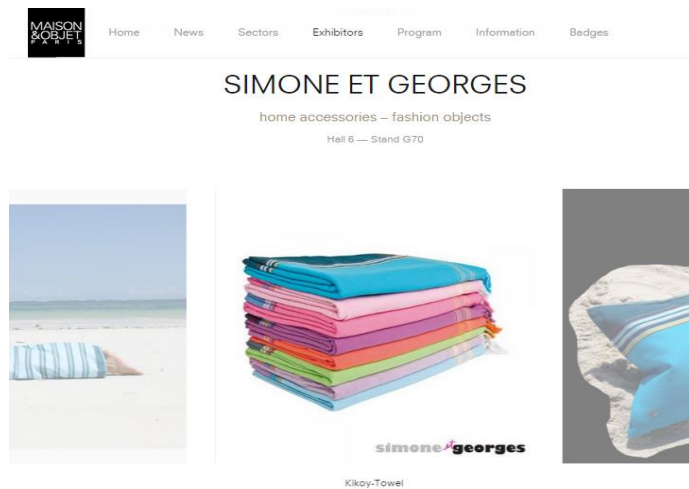 MAISON
&OBJET
PARIS
Home News Sectors Exhibitors Program Information Badges
SIMONE ET GEORGES
home accessories – fashion objects
Hall 6 — Stand G70
simone et georges
Kikoy-Towel